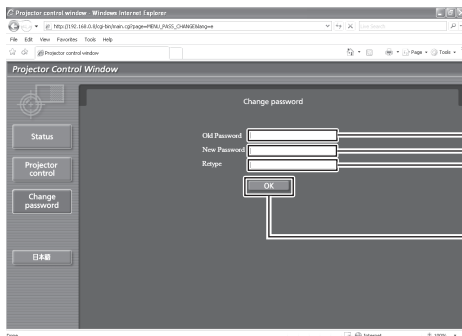 Projector control window - Windows Internet Explorer
http://192.168.0.8/cgi-bin/main.cgi?page=MENU_PASS_CHANGE&lang=e
Live Search
File Edit View Favorites Tools Help
Projector control window
Page Tools
Projector Control Window
Change password
Status
Old Password
New Password
Retype
Projector
control
OK
Change
password
日本語
Done
Internet
100%